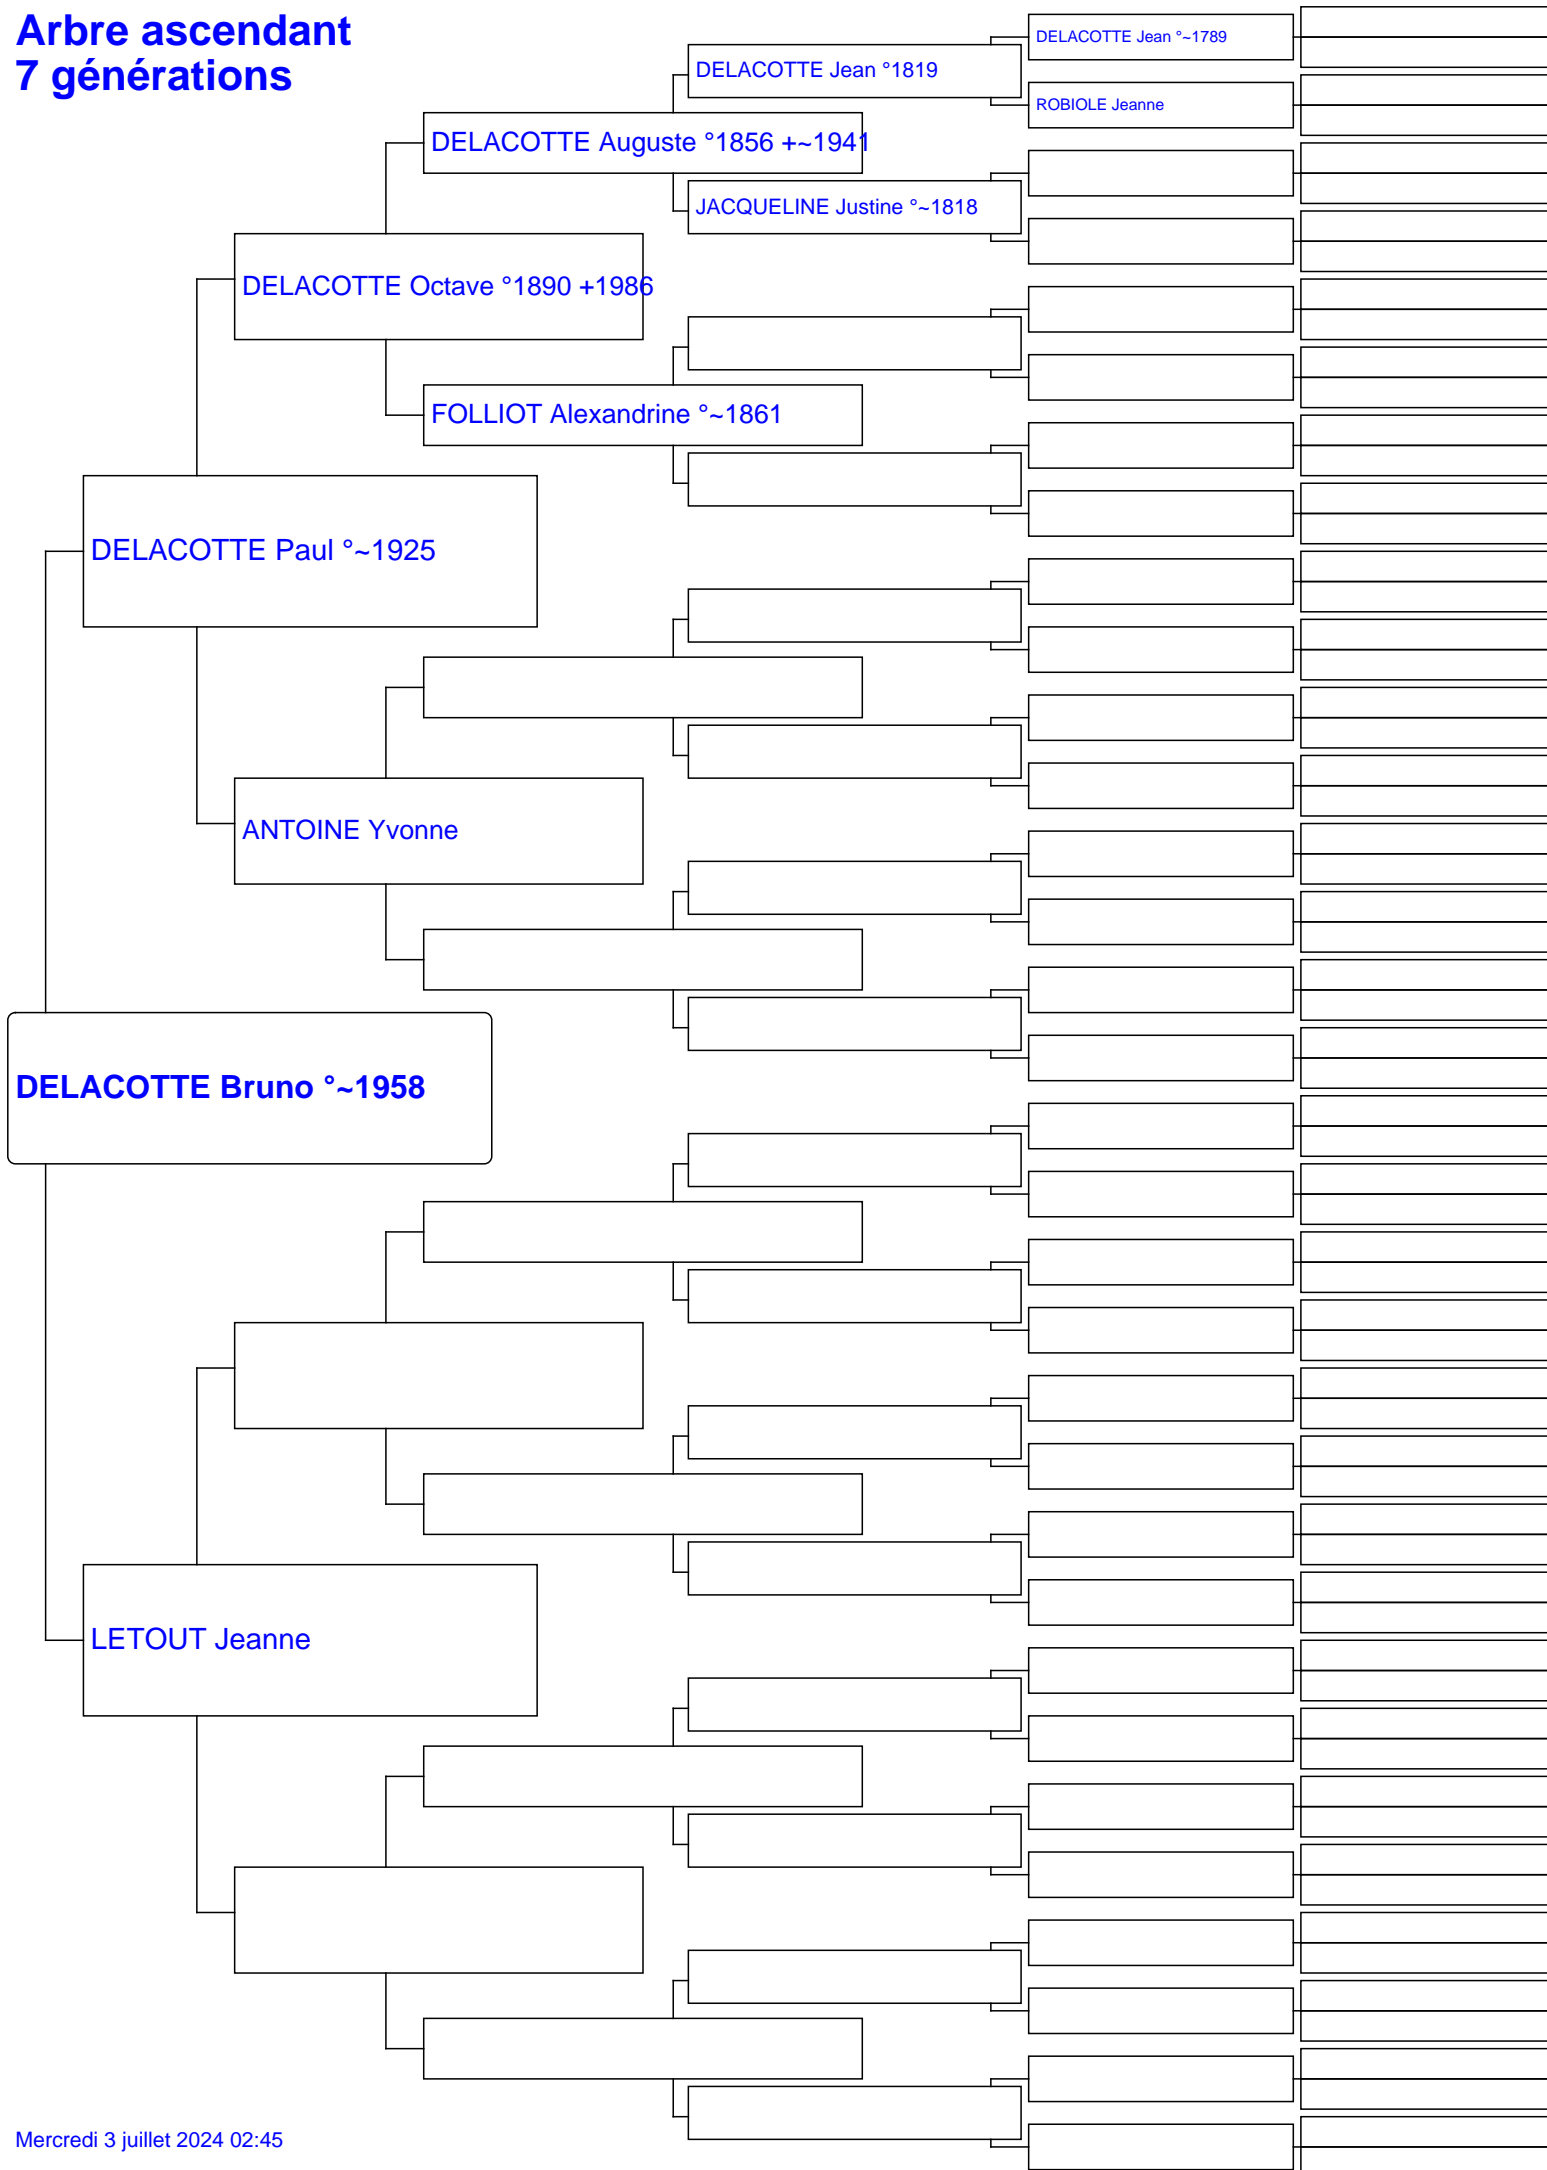 Arbre ascendant
7 générations
DELACOTTE Jean °~1789
DELACOTTE Jean °1819
ROBIOLE Jeanne
DELACOTTE Auguste °1856 +~1941
JACQUELINE Justine °~1818
DELACOTTE Octave °1890 +1986
FOLLIOT Alexandrine °~1861
DELACOTTE Paul °~1925
ANTOINE Yvonne
DELACOTTE Bruno °~1958
LETOUT Jeanne
Mercredi 3 juillet 2024 02:45